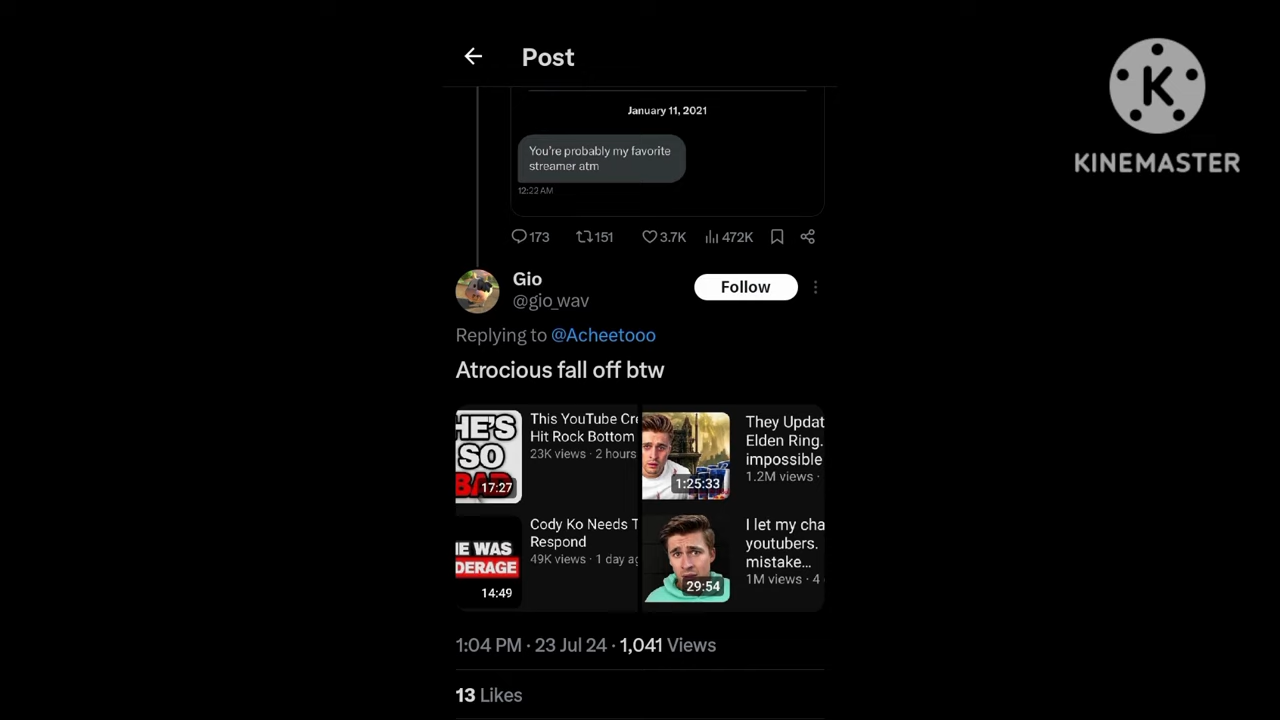 Post
January 11, 2021
You're probably my favorite
streamer atm
12:22 AM
173 151 3.7K 472K
Gio
@gio_wav
Follow
Replying to @Acheetooo
Atrocious fall off btw
HE'S
SO
BAD
17:27
This YouTube Cre
Hit Rock Bottom
23K views · 2 hours
1:25:33
They Updat
Elden Ring.
impossible
1.2M views ·
IE WAS
DERAGE
14:49
Cody Ko Needs T
Respond
49K views · 1 day ag
29:54
I let my cha
youtubers.
mistake...
1M views · 4
1:04 PM · 23 Jul 24 · 1,041 Views
13 Likes
K
KINEMASTER